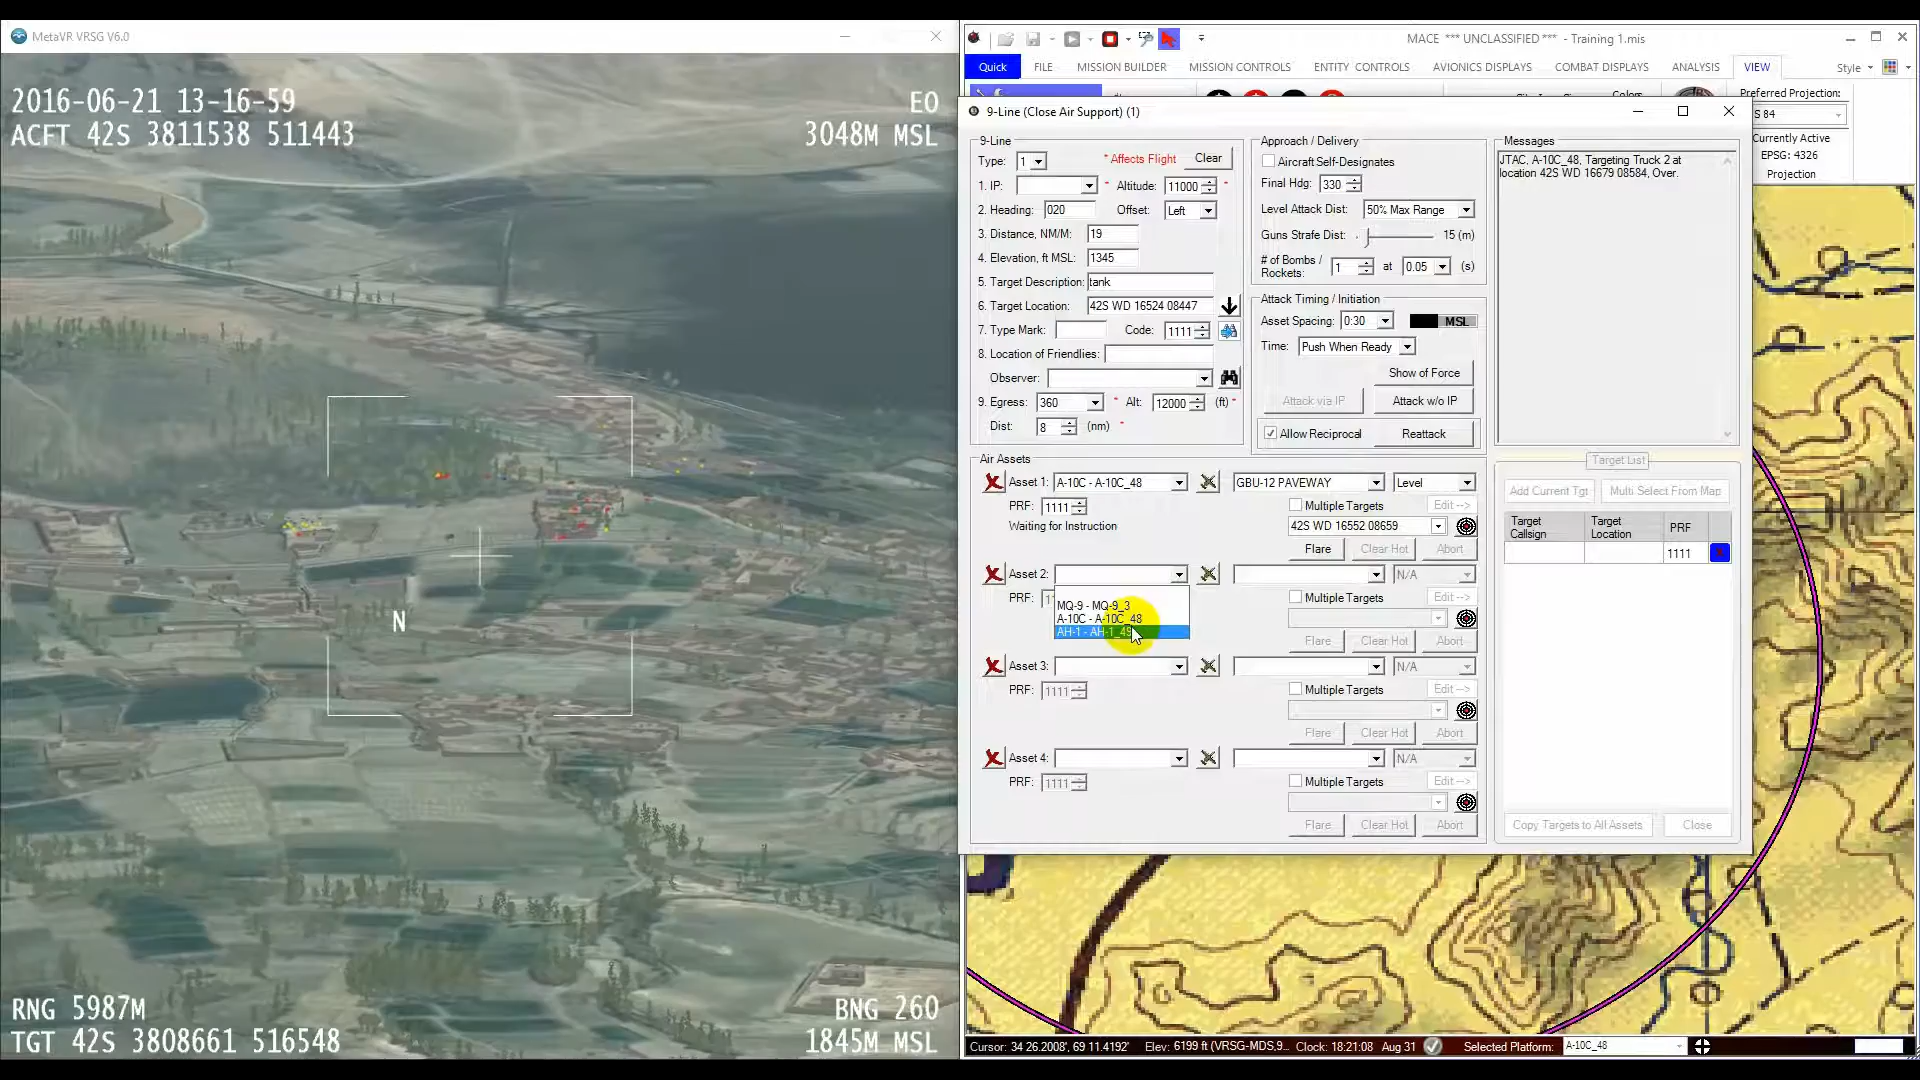 MetaVR VRSG V6.0
2016-06-21 13-16-59
EO
ACFT 42S 3811538 511443
3048M MSL
N
RNG 5987M
BNG 260
TGT 42S 3808661 516548
1845M MSL
MACE *** UNCLASSIFIED *** - Training 1.mis
Quick FILE MISSION BUILDER MISSION CONTROLS ENTITY CONTROLS AVIONICS DISPLAYS COMBAT DISPLAYS ANALYSIS VIEW Style
Preferred Projection:
S 84
Currently Active
EPSG: 4326
Projection
9-Line (Close Air Support) (1)
9-Line
Type: 1 * Affects Flight Clear
1. IP: * Altitude: 11000 *
2. Heading: 020 Offset: Left
3. Distance, NM/M: 19
4. Elevation, ft MSL: 1345
5. Target Description: tank
6. Target Location: 42S WD 16524 08447
7. Type Mark: Code: 1111
8. Location of Friendlies:
Observer:
9. Egress: 360 * Alt: 12000 (ft) *
Dist: 8 (nm) *
Approach / Delivery
Aircraft Self-Designates
Final Hdg: 330
Level Attack Dist: 50% Max Range
Guns Strafe Dist: 15 (m)
# of Bombs /
Rockets: 1 at 0.05 (s)
Attack Timing / Initiation
Asset Spacing: 0:30 MSL
Time: Push When Ready
Show of Force
Attack via IP Attack w/o IP
Allow Reciprocal Reattack
Messages
JTAC, A-10C_48, Targeting Truck 2 at
location 42S WD 16679 08584, Over.
Air Assets
Asset 1: A-10C - A-10C_48 GBU-12 PAVEWAY Level
PRF: 1111 Multiple Targets Edit -->
Waiting for Instruction 42S WD 16552 08659
Flare Clear Hot Abort
Asset 2: N/A
PRF: Multiple Targets Edit -->
MQ-9 - MQ-9_3
A-10C - A-10C_48
AH-1 - AH-1_49
Flare Clear Hot Abort
Asset 3: N/A
PRF: 1111 Multiple Targets Edit -->
Flare Clear Hot Abort
Asset 4: N/A
PRF: 1111 Multiple Targets Edit -->
Flare Clear Hot Abort
Target List
Add Current Tgt Multi Select From Map
Target Callsign Target Location PRF
1111
Copy Targets to All Assets Close
Cursor: 34 26.2008', 69 11.4192' Elev: 6199 ft (VRSG-MDS,9... Clock: 18:21:08 Aug 31 Selected Platform: A-10C_48